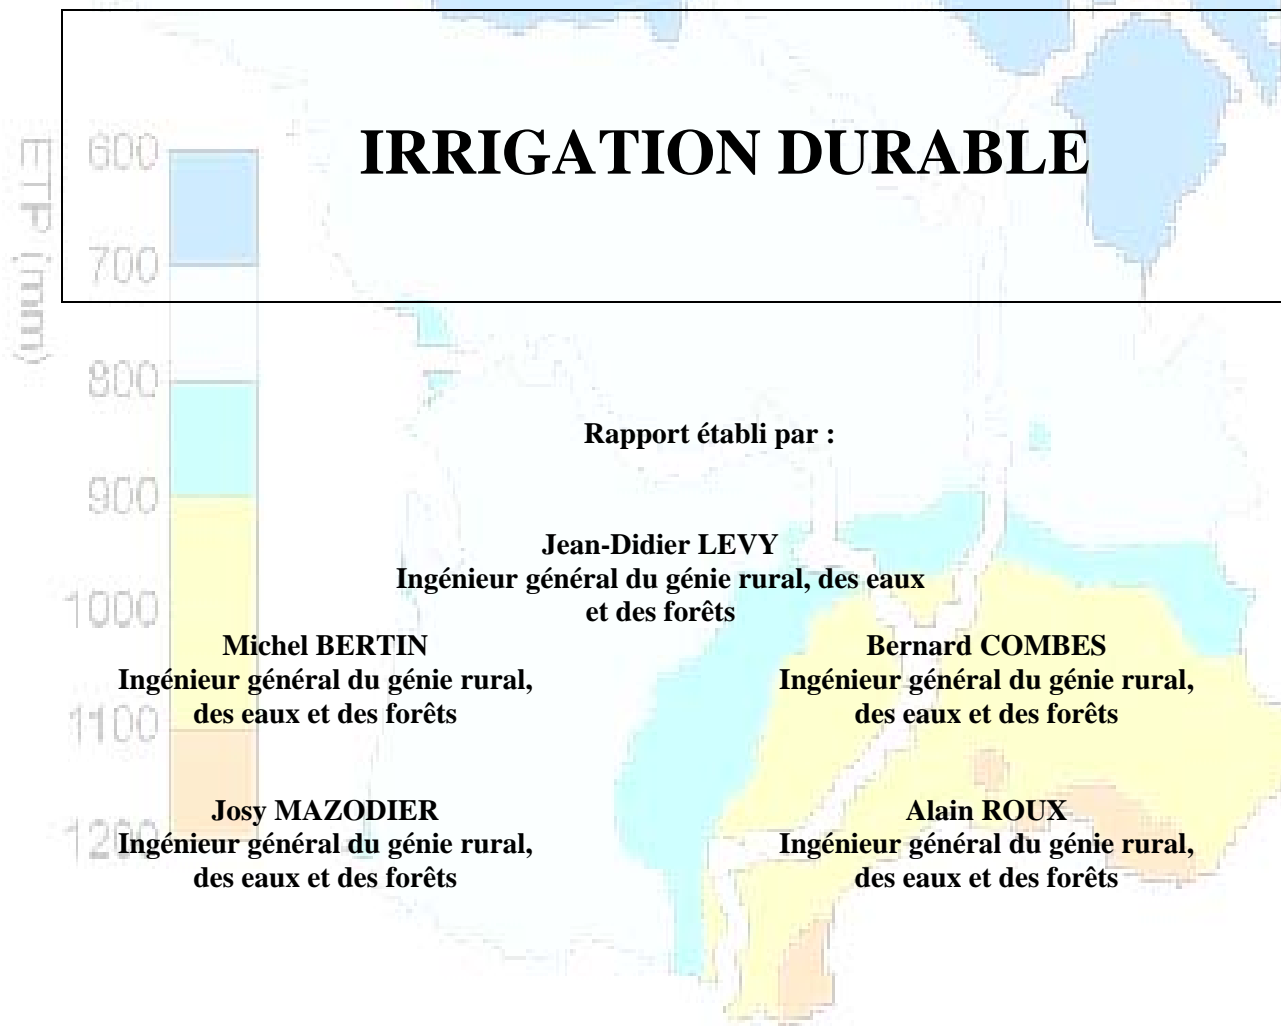 IRRIGATION DURABLE
ETP (mm)
600
700
800
900
1000
1100
1200
Rapport établi par :
Jean-Didier LEVY
Ingénieur général du génie rural, des eaux
et des forêts
Michel BERTIN
Ingénieur général du génie rural,
des eaux et des forêts
Bernard COMBES
Ingénieur général du génie rural,
des eaux et des forêts
Josy MAZODIER
Ingénieur général du génie rural,
des eaux et des forêts
Alain ROUX
Ingénieur général du génie rural,
des eaux et des forêts